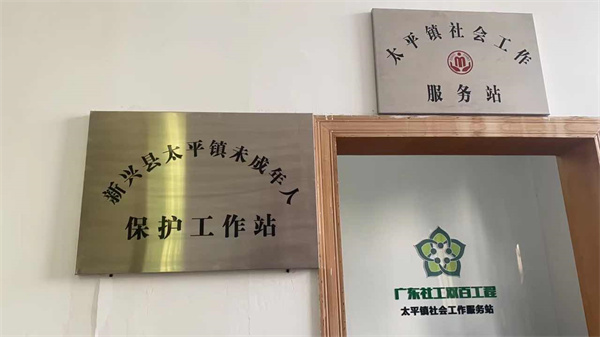 新兴县太平镇未成年人
保护工作站
太平镇社会工作
服务站
广东社工双百工程
太平镇社会工作服务站